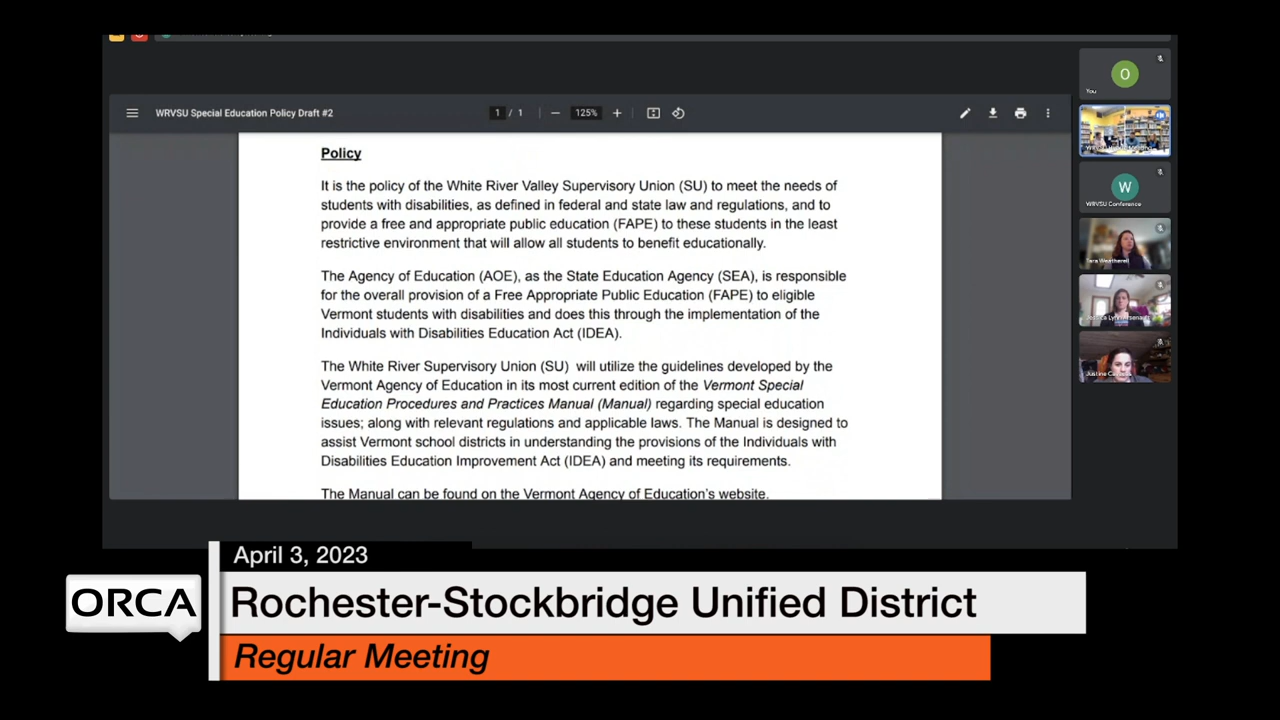 WRVSU Special Education Policy Draft #2
1 / 1
125%
Policy
It is the policy of the White River Valley Supervisory Union (SU) to meet the needs of
students with disabilities, as defined in federal and state law and regulations, and to
provide a free and appropriate public education (FAPE) to these students in the least
restrictive environment that will allow all students to benefit educationally.
The Agency of Education (AOE), as the State Education Agency (SEA), is responsible
for the overall provision of a Free Appropriate Public Education (FAPE) to eligible
Vermont students with disabilities and does this through the implementation of the
Individuals with Disabilities Education Act (IDEA).
The White River Supervisory Union (SU)  will utilize the guidelines developed by the
Vermont Agency of Education in its most current edition of the Vermont Special
Education Procedures and Practices Manual (Manual) regarding special education
issues; along with relevant regulations and applicable laws. The Manual is designed to
assist Vermont school districts in understanding the provisions of the Individuals with
Disabilities Education Improvement Act (IDEA) and meeting its requirements.
The Manual can be found on the Vermont Agency of Education's website.
O
You
W
WRVSU Conference
Tara Weatherell
April 3, 2023
ORCA
Rochester-Stockbridge Unified District
Regular Meeting